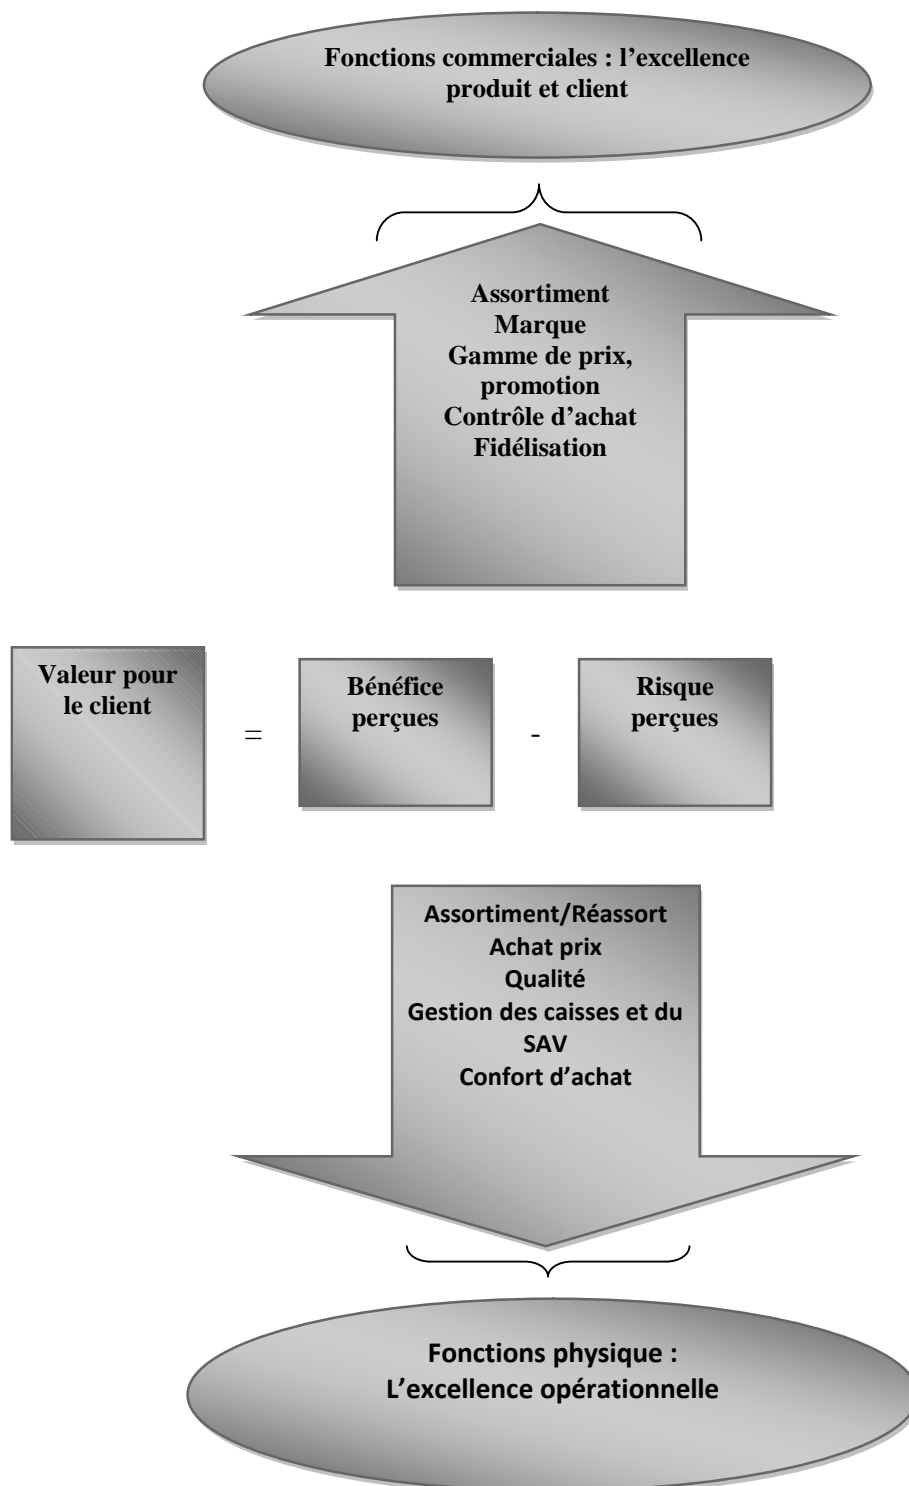 Fonctions commerciales : l’excellence
produit et client
Assortiment
Marque
Gamme de prix,
promotion
Contrôle d’achat
Fidélisation
Valeur pour
le client
=
Bénéfice
perçues
-
Risque
perçues
Assortiment/Réassort
Achat prix
Qualité
Gestion des caisses et du
SAV
Confort d’achat
Fonctions physique :
L’excellence opérationnelle